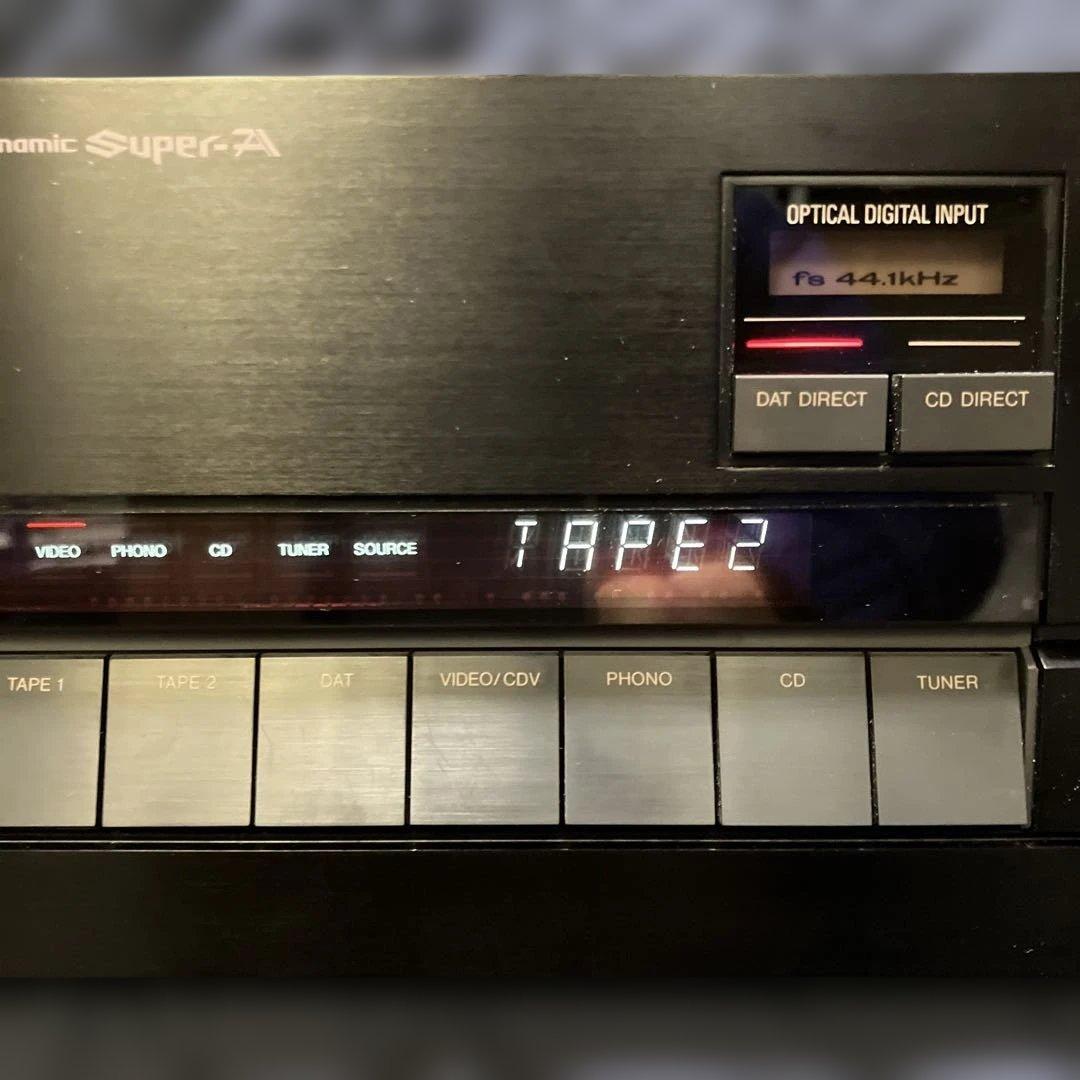 namic Super-A
OPTICAL DIGITAL INPUT
fs 44.1kHz
DAT DIRECT CD DIRECT
VIDEO PHONO CD TUNER SOURCE TAPE2
TAPE 1 TAPE 2 DAT VIDEO/CDV PHONO CD TUNER